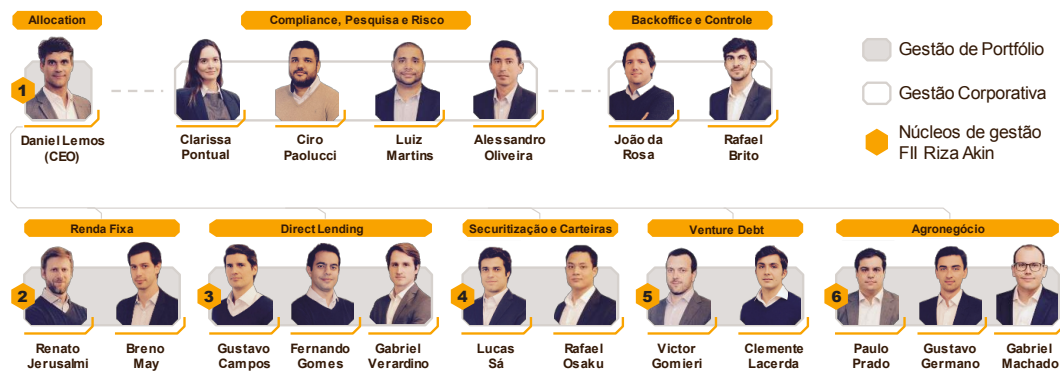 Allocation
Compliance, Pesquisa e Risco
Backoffice e Controle
1
Daniel Lemos
(CEO)
Clarissa
Pontual
Ciro
Paolucci
Luiz
Martins
Alessandro
Oliveira
João da
Rosa
Rafael
Brito
Gestão de Portfólio
Gestão Corporativa
Núcleos de gestão
FII Riza Akin
Renda Fixa
Direct Lending
Securitização e Carteiras
Venture Debt
Agronegócio
2
Renato
Jerusalmi
Breno
May
3
Gustavo
Campos
Fernando
Gomes
Gabriel
Verardino
4
Lucas
Sá
Rafael
Osaku
5
Victor
Gomieri
Clemente
Lacerda
6
Paulo
Prado
Gustavo
Germano
Gabriel
Machado